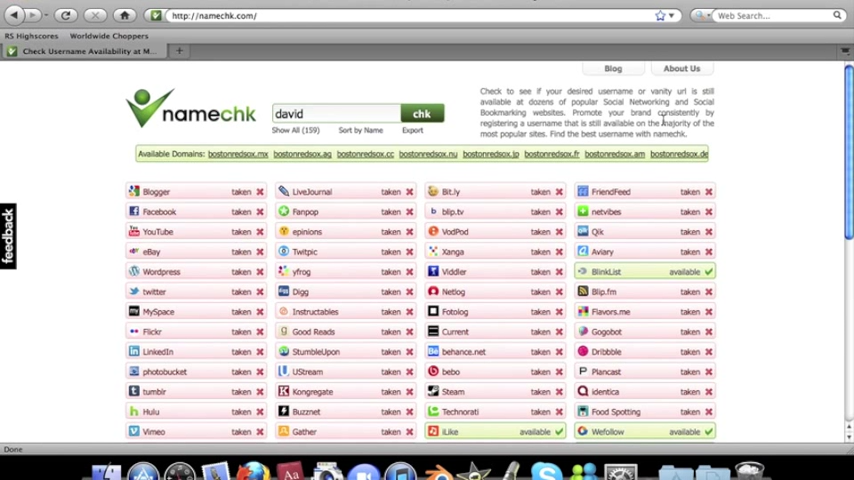 http://namechk.com/
Web Search...
RS Highscores Worldwide Choppers
Check Username Availability at M...
Blog About Us
namechk
david
chk
Show All (159) Sort by Name Export
Check to see if your desired username or vanity url is still
available at dozens of popular Social Networking and Social
Bookmarking websites. Promote your brand consistently by
registering a username that is still available on the majority of
the most popular sites. Find the best username with namechk.
Available Domains: bostonredsox.mx bostonredsox.ag bostonredsox.cc bostonredsox.nu bostonredsox.jp bostonredsox.fr bostonredsox.am bostonredsox.de
feedback
Blogger taken LiveJournal taken Bit.ly taken FriendFeed taken
Facebook taken Fanpop taken blip.tv taken netvibes taken
YouTube taken epinions taken VodPod taken Qik taken
eBay taken Twitpic taken Xanga taken Aviary taken
Wordpress taken yfrog taken Viddler taken BlinkList available
twitter taken Digg taken Netlog taken Blip.fm taken
MySpace taken Instructables taken Fotolog taken Flavors.me taken
Flickr taken Good Reads taken Current taken Gogobot taken
LinkedIn taken StumbleUpon taken behance.net taken Dribbble taken
photobucket taken UStream taken bebo taken Plancast taken
tumblr taken Kongregate taken Steam taken identica taken
Hulu taken Buzznet taken Technorati taken Food Spotting taken
Vimeo taken Gather taken iLike available Wefollow available
Done